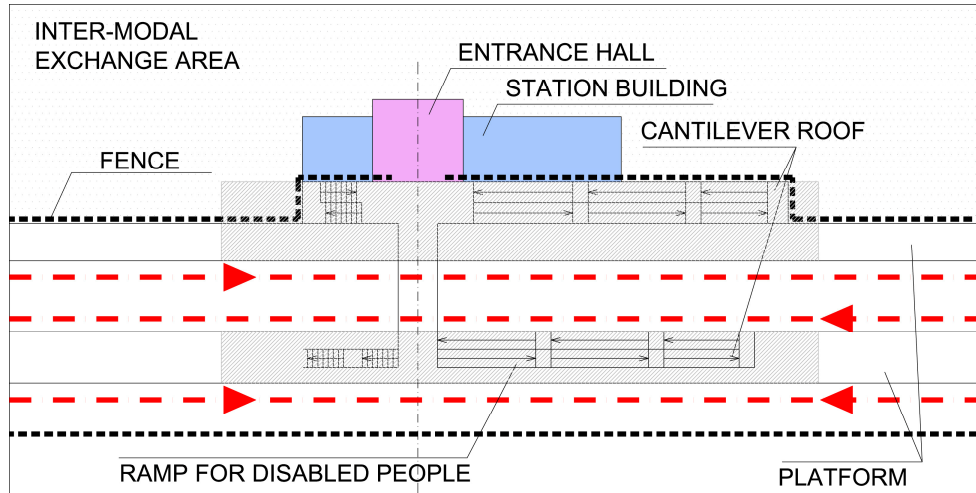 INTER-MODAL
EXCHANGE AREA
ENTRANCE HALL
STATION BUILDING
CANTILEVER ROOF
FENCE
RAMP FOR DISABLED PEOPLE
PLATFORM